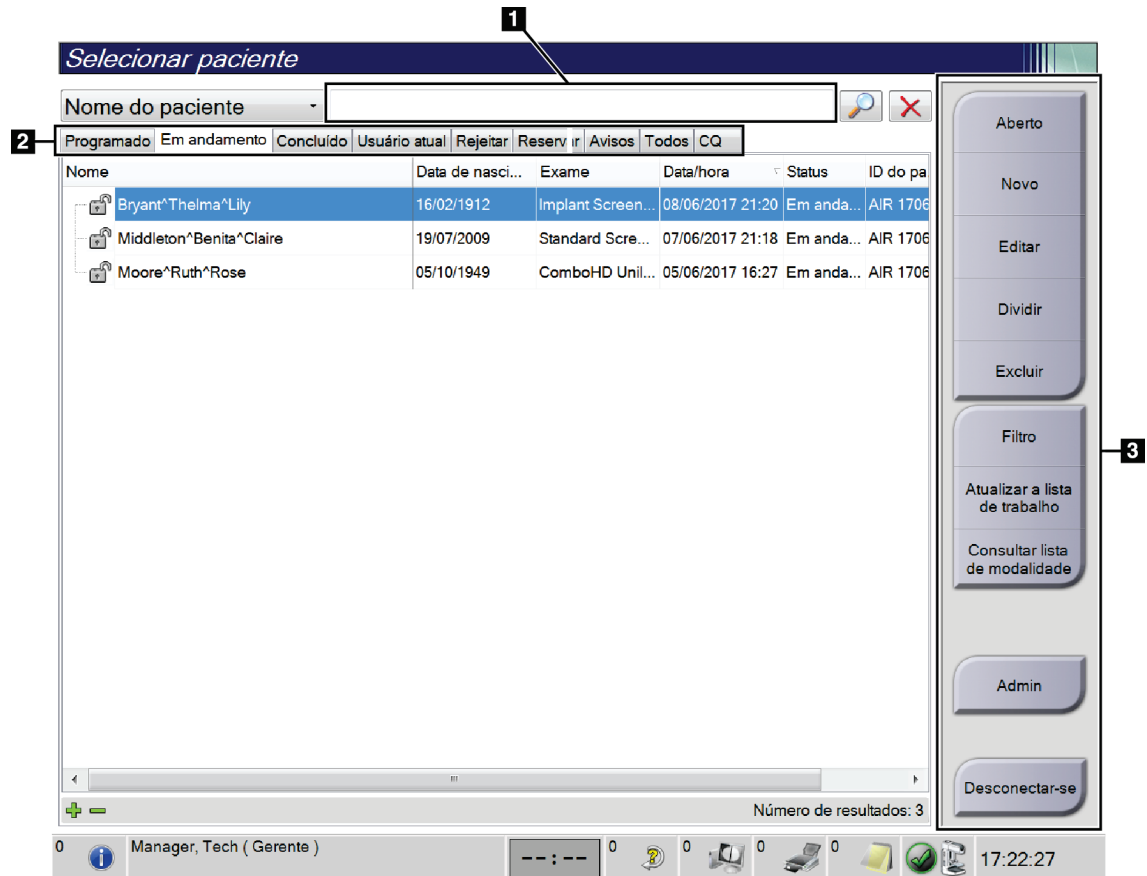 1
Selecionar paciente
Nome do paciente
2
Programado Em andamento Concluído Usuário atual Rejeitar Reservar Avisos Todos CQ
Nome Data de nasci... Exame Data/hora Status ID do pa
Bryant^Thelma^Lily 16/02/1912 Implant Screen... 08/06/2017 21:20 Em anda... AIR 1706
Middleton^Benita^Claire 19/07/2009 Standard Scre... 07/06/2017 21:18 Em anda... AIR 1706
Moore^Ruth^Rose 05/10/1949 ComboHD Unil... 05/06/2017 16:27 Em anda... AIR 1706
Número de resultados: 3
Aberto
Novo
Editar
Dividir
Excluir
Filtro
3
Atualizar a lista
de trabalho
Consultar lista
de modalidade
Admin
Desconectar-se
0 Manager, Tech ( Gerente ) --:-- 0 0 0 0 17:22:27